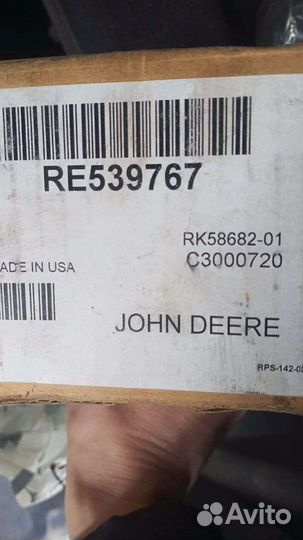 RE539767
RK58682-01
C3000720
ADE IN USA
JOHN DEERE
Avito